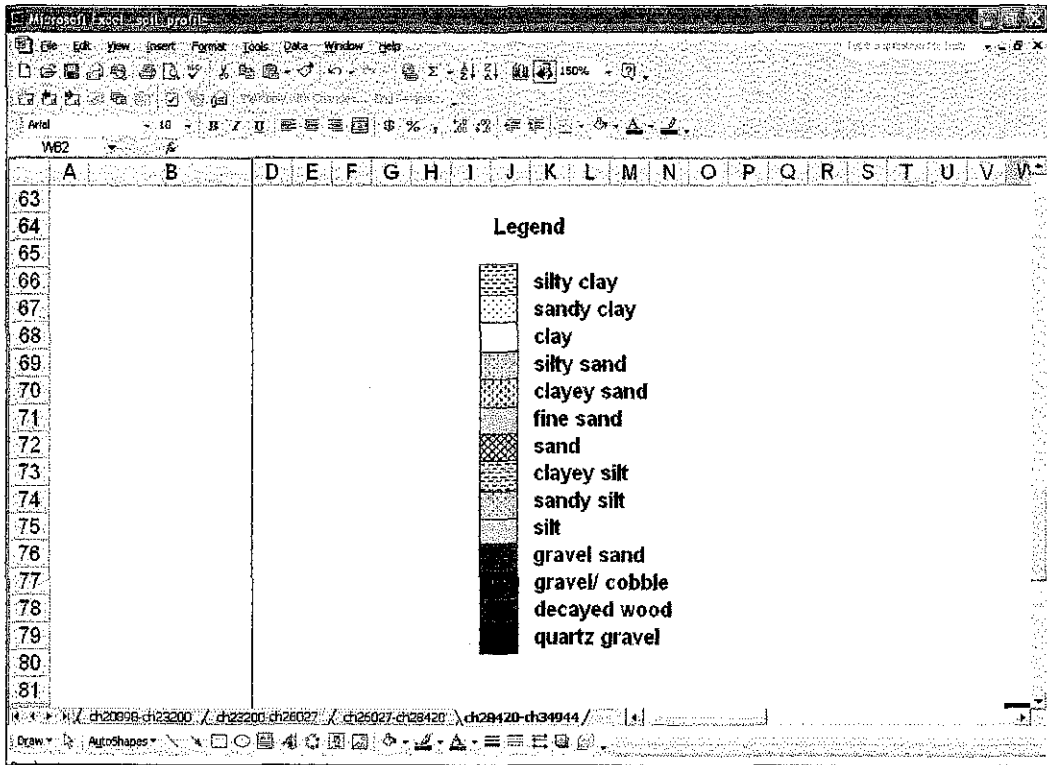 Microsoft Excel - soil_profile
File Edit View Insert Format Tools Data Window Help
150%
Arial 10 B I U $ % ,
W62 fx
A B D E F G H I J K L M N O P Q R S T U V W
63
64 Legend
65
66 silty clay
67 sandy clay
68 clay
69 silty sand
70 clayey sand
71 fine sand
72 sand
73 clayey silt
74 sandy silt
75 silt
76 gravel sand
77 gravel/ cobble
78 decayed wood
79 quartz gravel
80
81
ch20898-ch23200 / ch23200-ch26027 / ch26027-ch28420 \ ch28420-ch34944 /
Draw AutoShapes